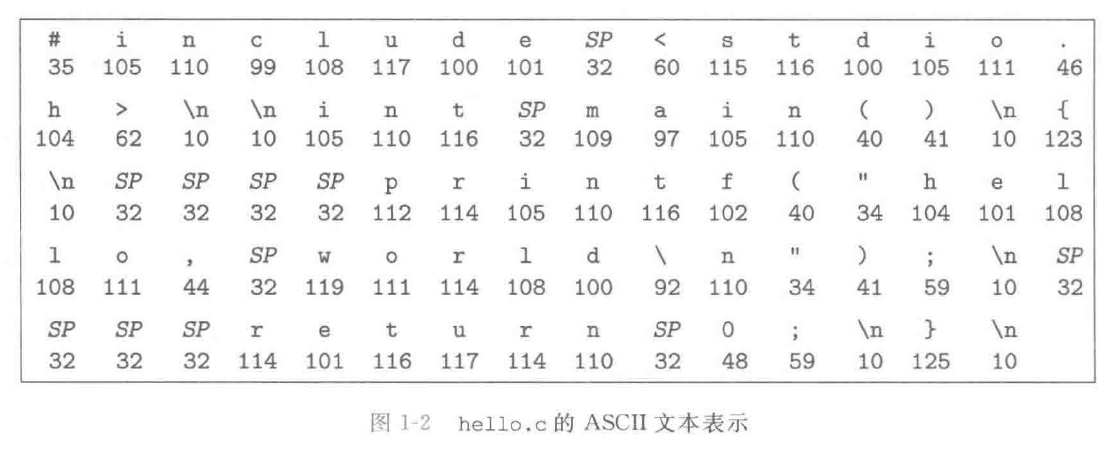 # i n c l u d e SP < s t d i o .
35 105 110 99 108 117 100 101 32 60 115 116 100 105 111 46
h > \n \n i n t SP m a i n ( ) \n {
104 62 10 10 105 110 116 32 109 97 105 110 40 41 10 123
\n SP SP SP SP p r i n t f ( " h e l
10 32 32 32 32 112 114 105 110 116 102 40 34 104 101 108
l o , SP w o r l d \ n " ) ; \n SP
108 111 44 32 119 111 114 108 100 92 110 34 41 59 10 32
SP SP SP r e t u r n SP 0 ; \n } \n
32 32 32 114 101 116 117 114 110 32 48 59 10 125 10
图 1-2 hello.c 的 ASCII 文本表示